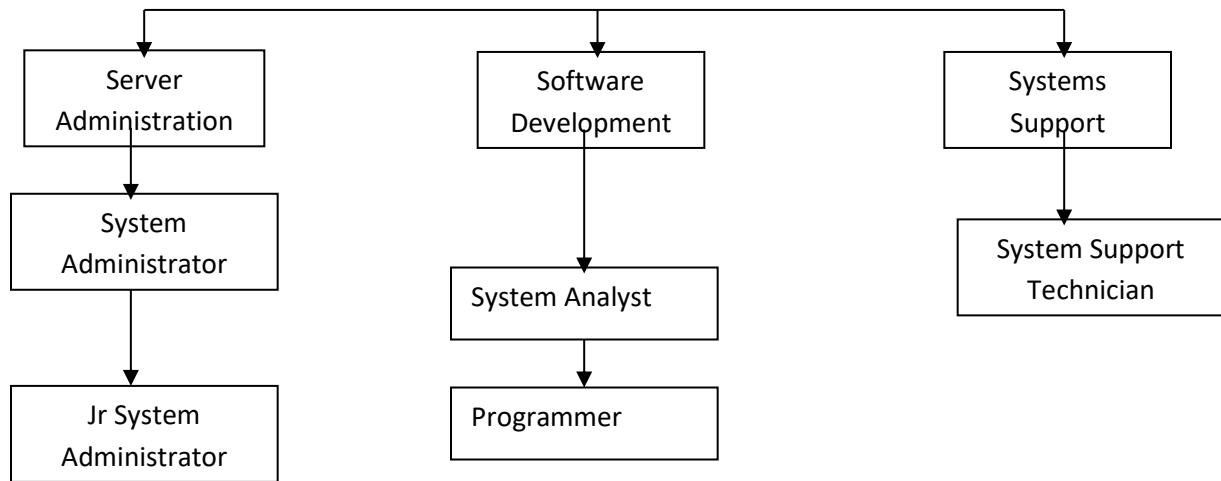 Server
Administration
Software
Development
Systems
Support
System
Administrator
System Support
Technician
System Analyst
Programmer
Jr System
Administrator